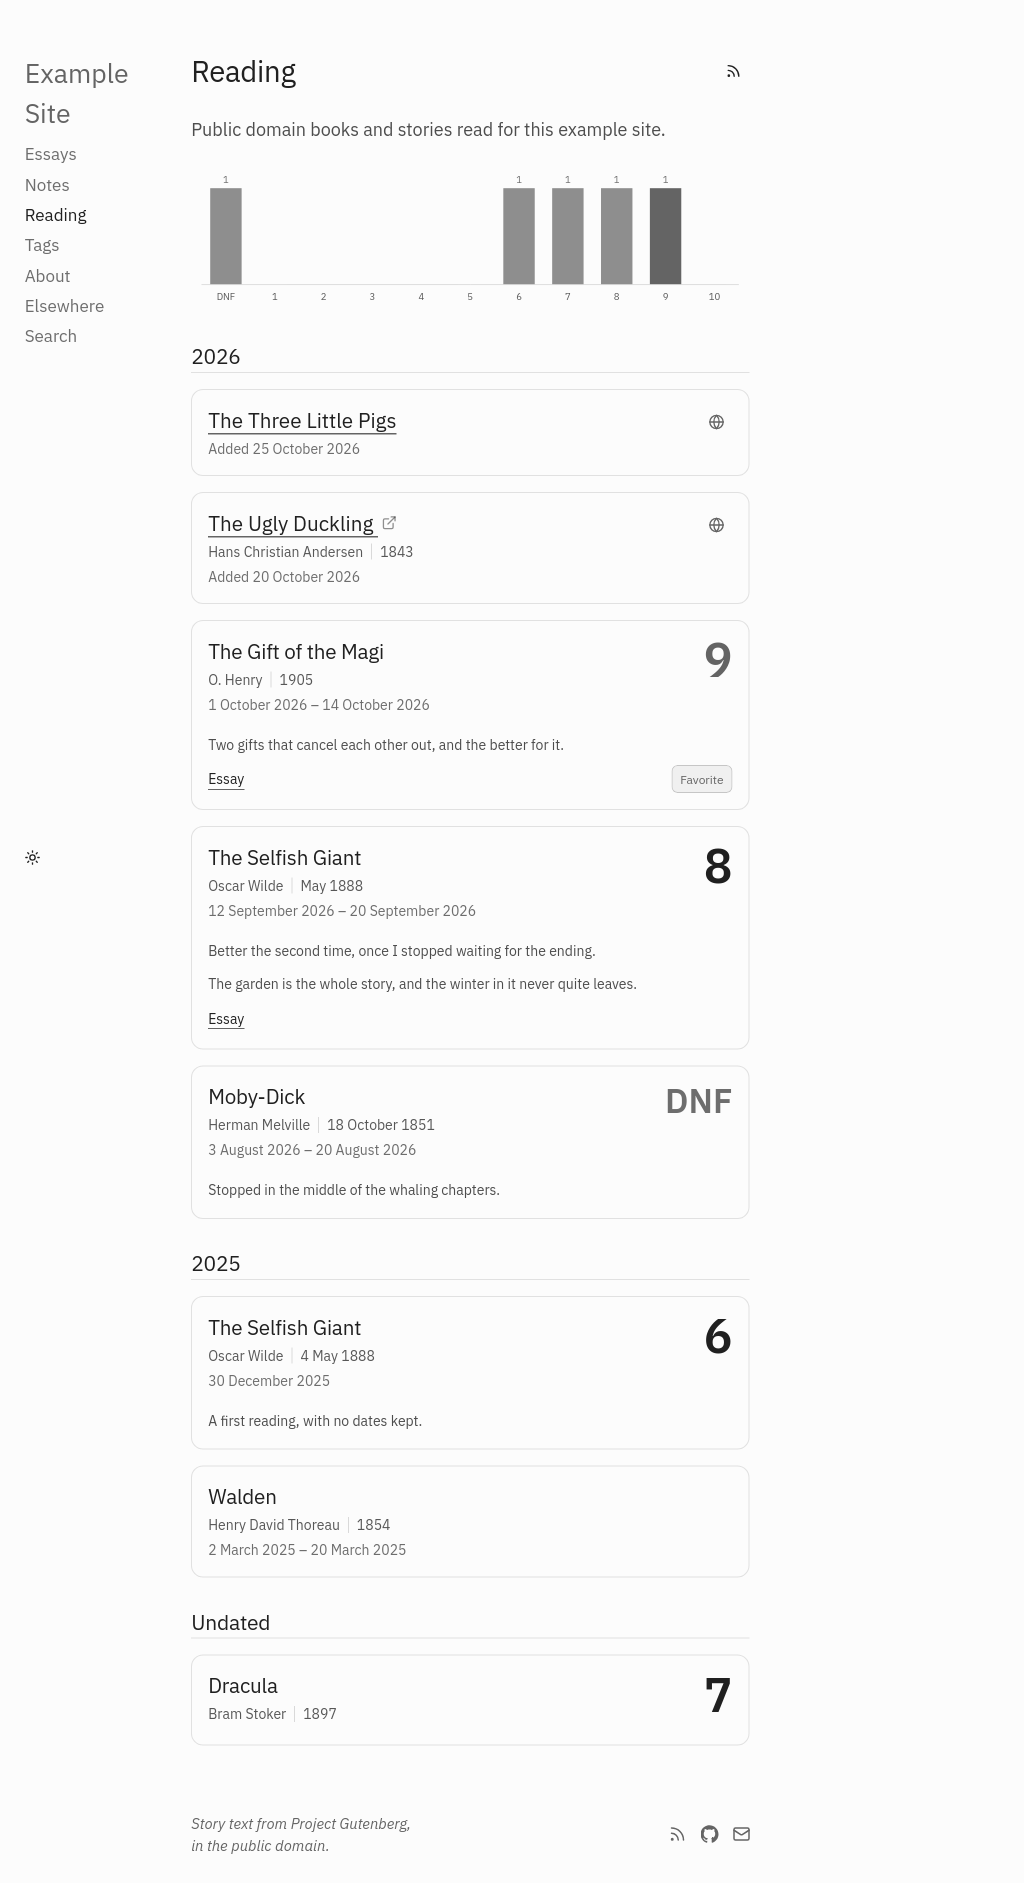 Example
Site
Essays
Notes
Reading
Tags
About
Elsewhere
Search
Reading
Public domain books and stories read for this example site.
1 1 1 1 1
DNF 1 2 3 4 5 6 7 8 9 10
2026
The Three Little Pigs
Added 25 October 2026
The Ugly Duckling
Hans Christian Andersen 1843
Added 20 October 2026
The Gift of the Magi 9
O. Henry 1905
1 October 2026 – 14 October 2026
Two gifts that cancel each other out, and the better for it.
Essay Favorite
The Selfish Giant 8
Oscar Wilde May 1888
12 September 2026 – 20 September 2026
Better the second time, once I stopped waiting for the ending.
The garden is the whole story, and the winter in it never quite leaves.
Essay
Moby-Dick DNF
Herman Melville 18 October 1851
3 August 2026 – 20 August 2026
Stopped in the middle of the whaling chapters.
2025
The Selfish Giant 6
Oscar Wilde 4 May 1888
30 December 2025
A first reading, with no dates kept.
Walden
Henry David Thoreau 1854
2 March 2025 – 20 March 2025
Undated
Dracula 7
Bram Stoker 1897
Story text from Project Gutenberg,
in the public domain.